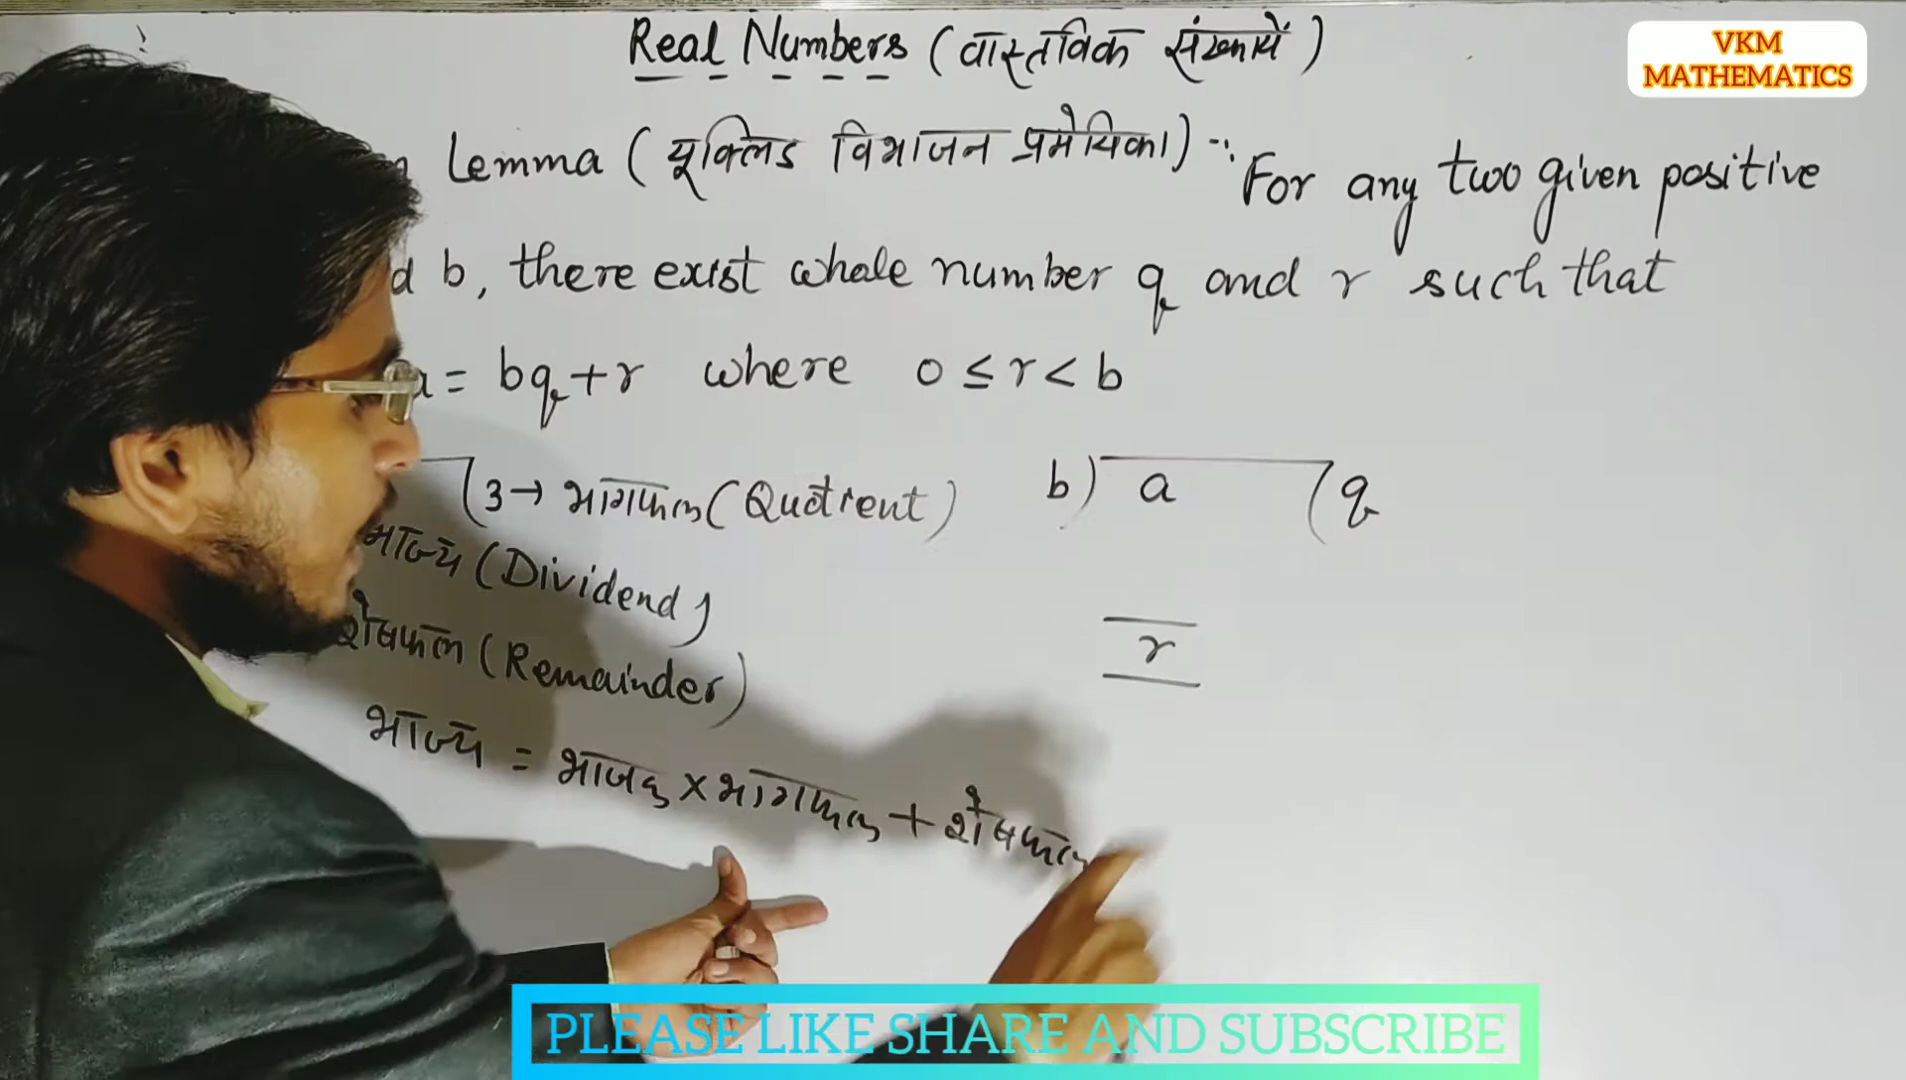 Real Numbers (वास्तविक संख्यायें)
VKM
MATHEMATICS
Lemma (यूक्लिड विभाजन प्रमेयिका) :- For any two given positive
d b, there exist whole number q and r such that
a = bq + r where 0 ≤ r < b
3 → भागफल (Quotient)
b) a (q
भाज्य (Dividend)
r
शेषफल (Remainder)
भाज्य = भाजक × भागफल + शेषफल
PLEASE LIKE SHARE AND SUBSCRIBE